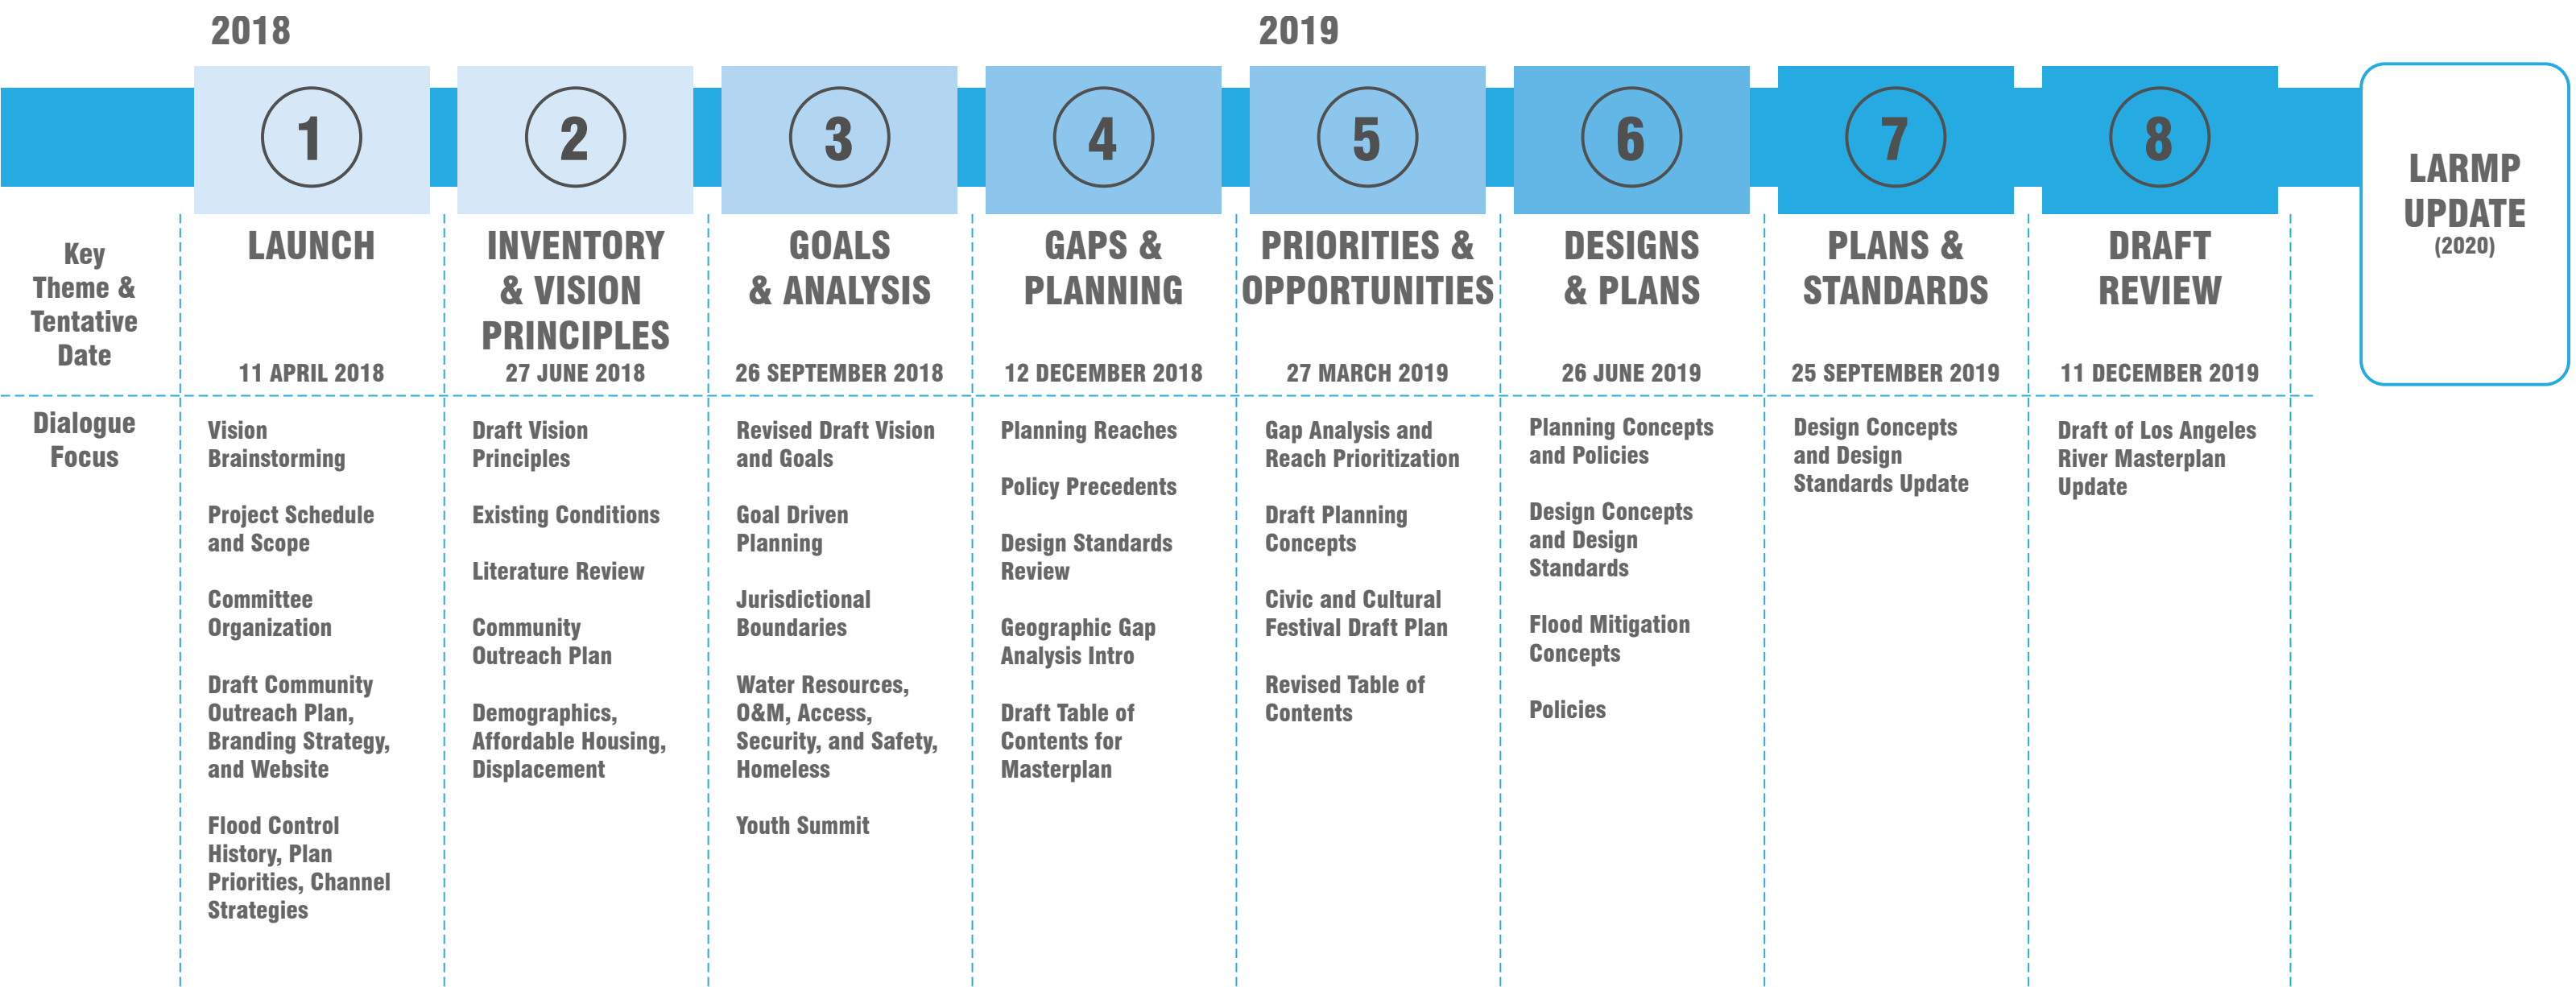 2018
2019
1
2
3
4
5
6
7
8
LARMP
UPDATE
(2020)
Key
Theme &
Tentative
Date
LAUNCH
11 APRIL 2018
INVENTORY
& VISION
PRINCIPLES
27 JUNE 2018
GOALS
& ANALYSIS
26 SEPTEMBER 2018
GAPS &
PLANNING
12 DECEMBER 2018
PRIORITIES &
OPPORTUNITIES
27 MARCH 2019
DESIGNS
& PLANS
26 JUNE 2019
PLANS &
STANDARDS
25 SEPTEMBER 2019
DRAFT
REVIEW
11 DECEMBER 2019
Dialogue
Focus
Vision
Brainstorming
Project Schedule
and Scope
Committee
Organization
Draft Community
Outreach Plan,
Branding Strategy,
and Website
Flood Control
History, Plan
Priorities, Channel
Strategies
Draft Vision
Principles
Existing Conditions
Literature Review
Community
Outreach Plan
Demographics,
Affordable Housing,
Displacement
Revised Draft Vision
and Goals
Goal Driven
Planning
Jurisdictional
Boundaries
Water Resources,
O&M, Access,
Security, and Safety,
Homeless
Youth Summit
Planning Reaches
Policy Precedents
Design Standards
Review
Geographic Gap
Analysis Intro
Draft Table of
Contents for
Masterplan
Gap Analysis and
Reach Prioritization
Draft Planning
Concepts
Civic and Cultural
Festival Draft Plan
Revised Table of
Contents
Planning Concepts
and Policies
Design Concepts
and Design
Standards
Flood Mitigation
Concepts
Policies
Design Concepts
and Design
Standards Update
Draft of Los Angeles
River Masterplan
Update